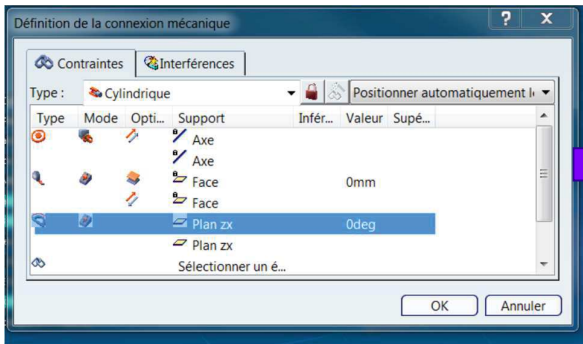 Définition de la connexion mécanique ? X
Contraintes Interférences
Type : Cylindrique Positionner automatiquement l
Type Mode Opti... Support Infér... Valeur Supé...
Axe
Axe
Face 0mm
Face
Plan zx 0deg
Plan zx
Sélectionner un é...
OK Annuler